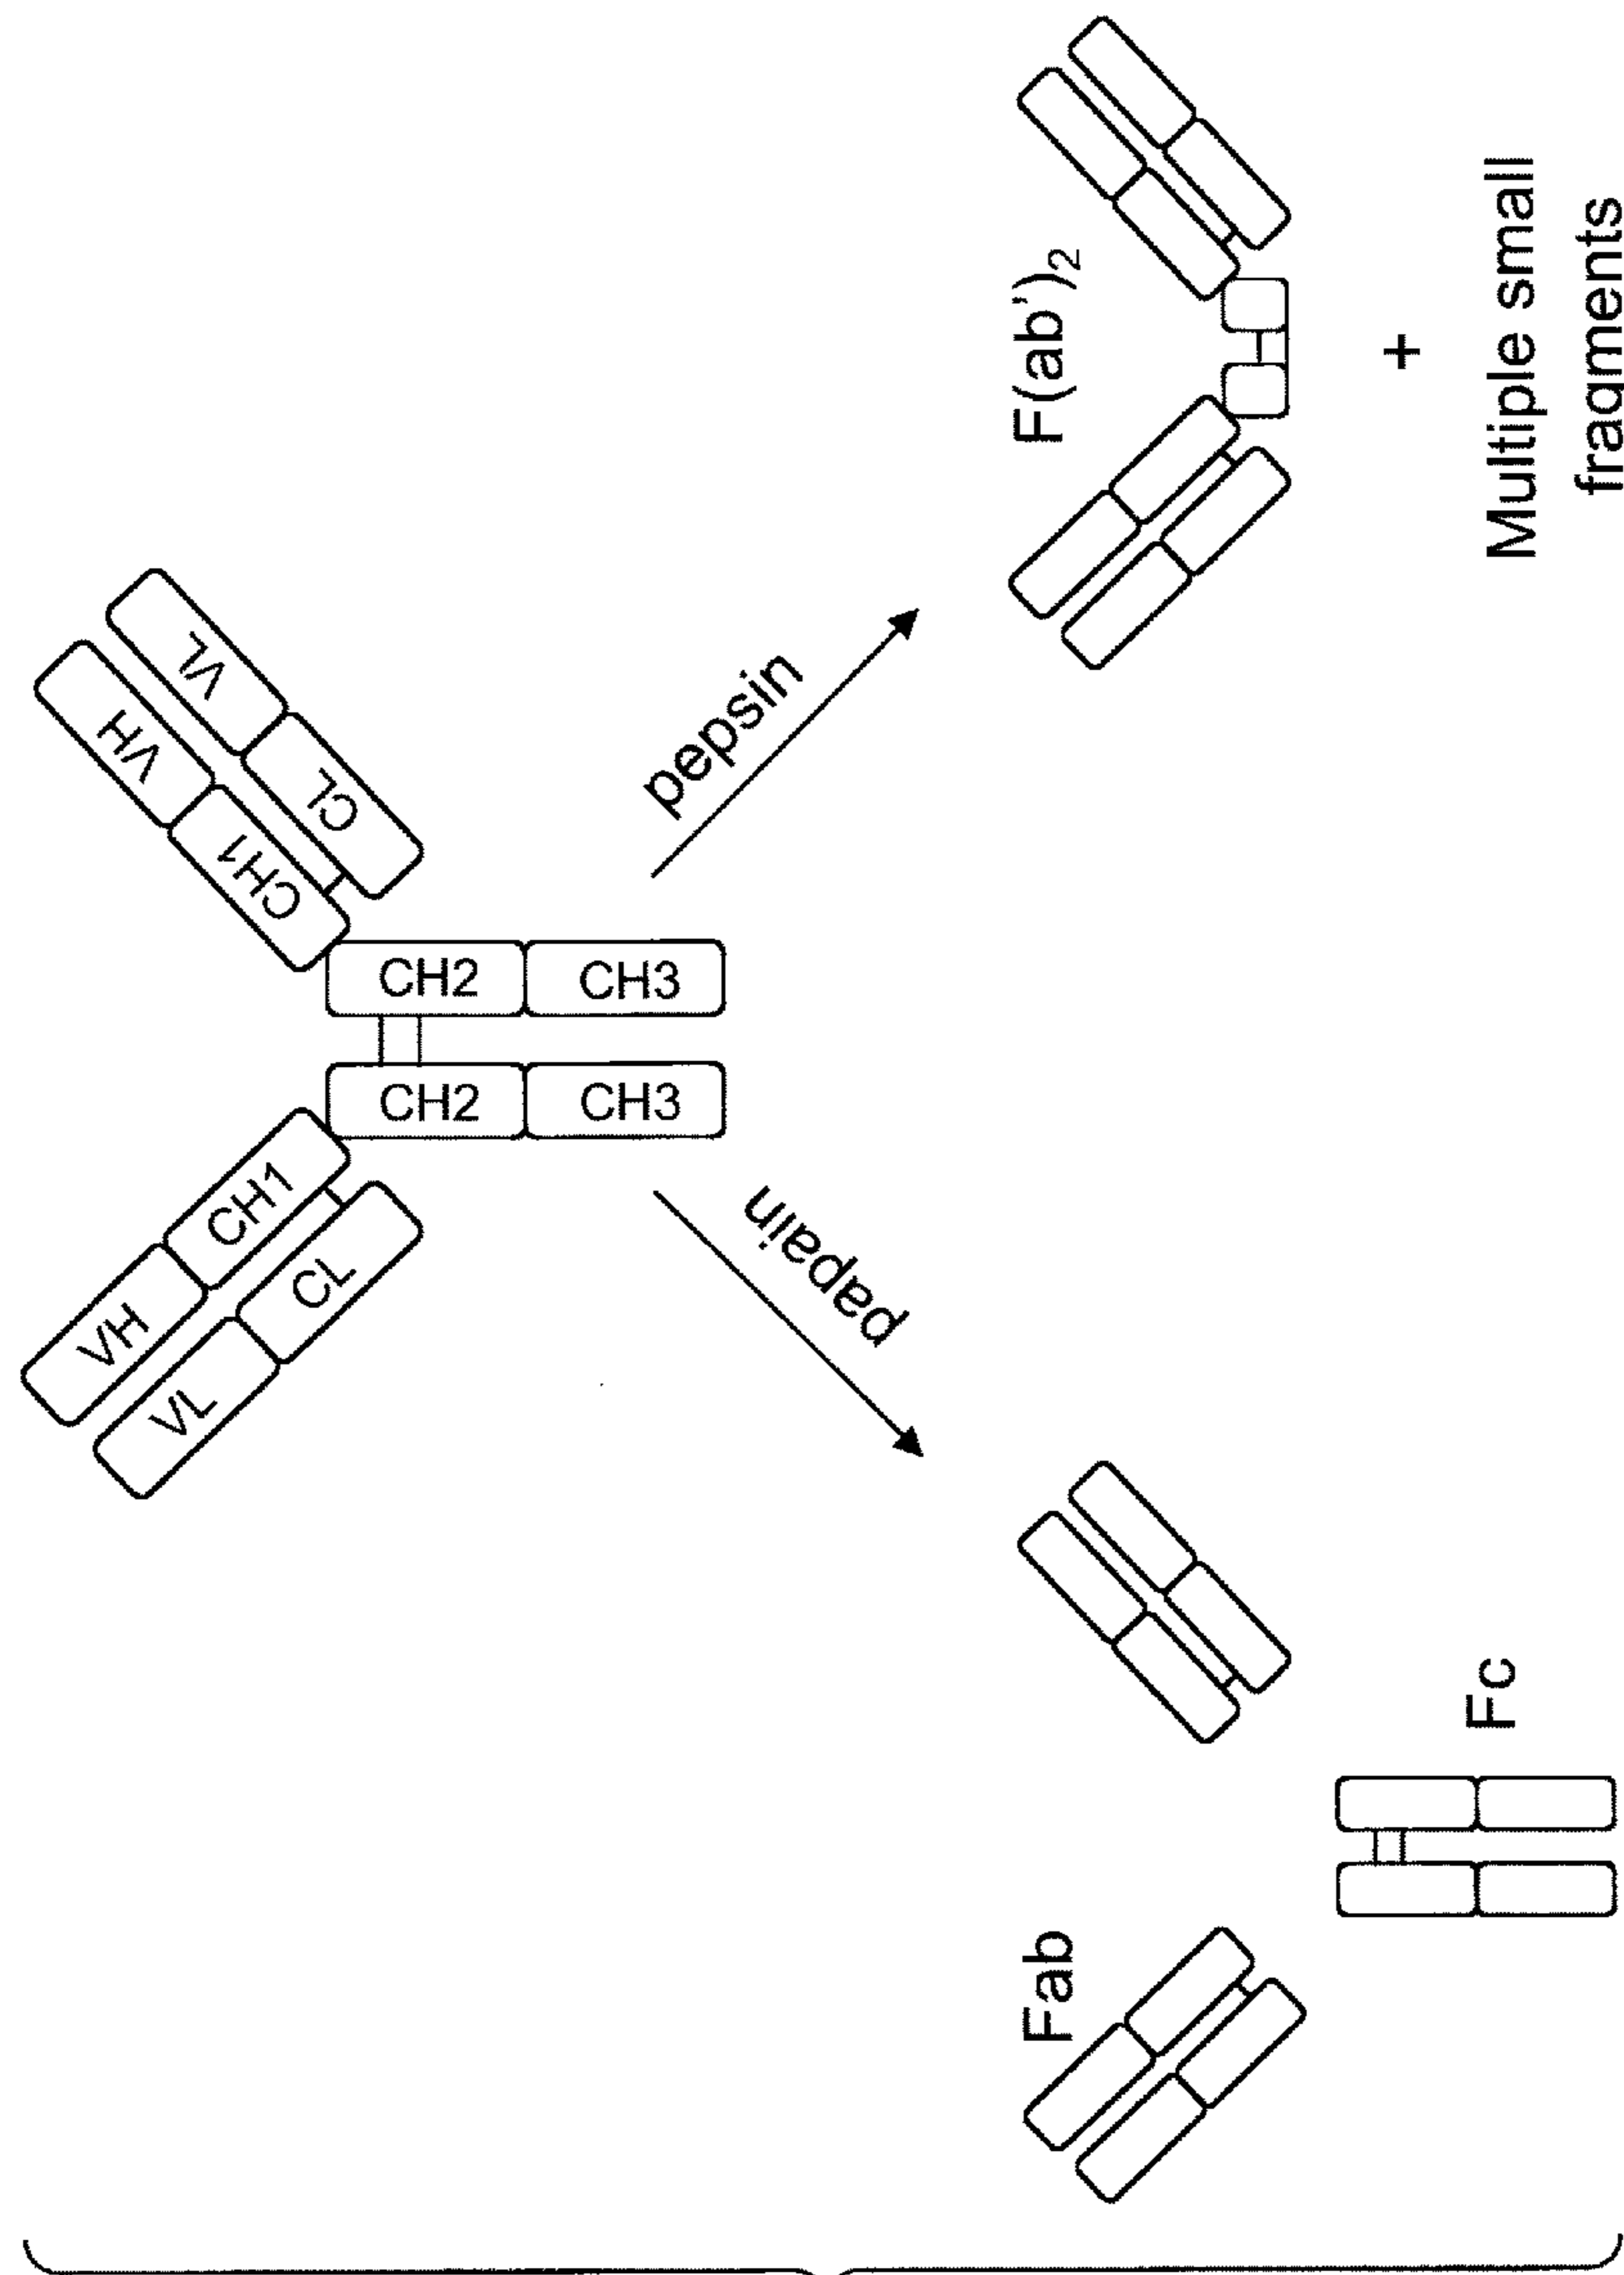 VH
VL
CH1
CL
VH
VL
CH1
CL
CH2
CH2
CH3
CH3
papain
pepsin
Fab
Fc
F(ab')2
+
Multiple small
fragments